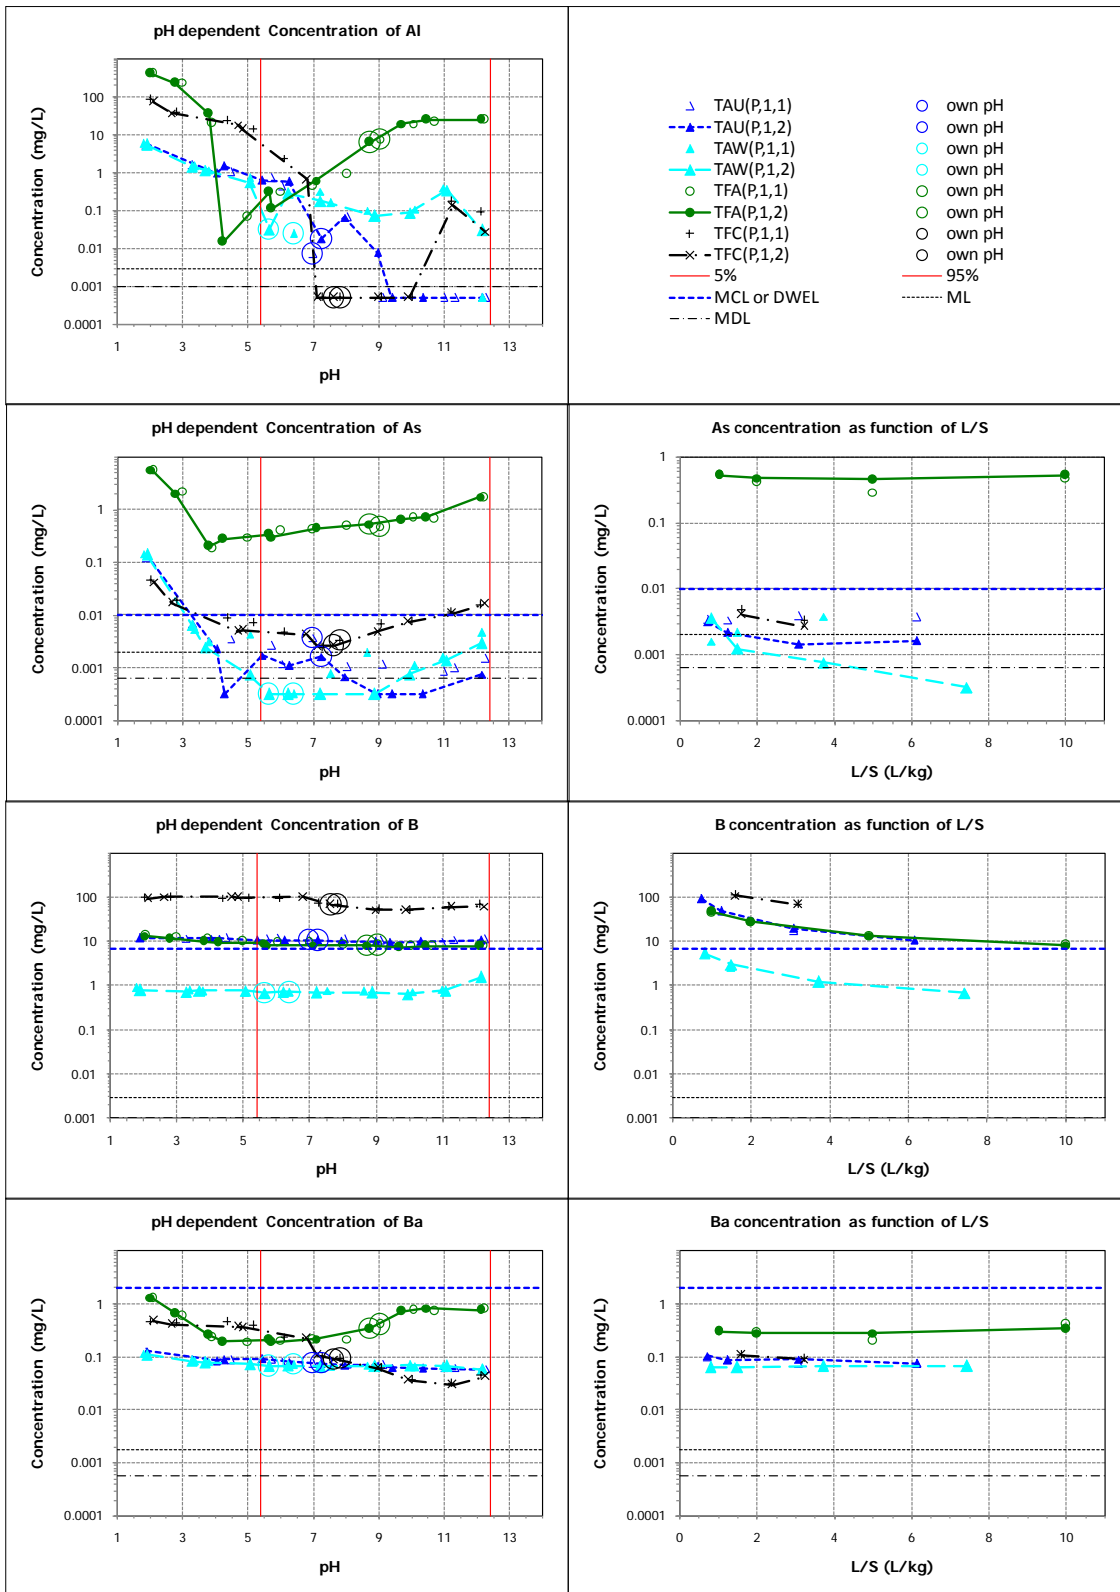 pH dependent Concentration of Al
Concentration (mg/L)
100
10
1
0.1
0.01
0.001
0.0001
1 3 5 7 9 11 13
pH
TAU(P,1,1) own pH
TAU(P,1,2) own pH
TAW(P,1,1) own pH
TAW(P,1,2) own pH
TFA(P,1,1) own pH
TFA(P,1,2) own pH
TFC(P,1,1) own pH
TFC(P,1,2) own pH
5% 95%
MCL or DWEL ML
MDL
pH dependent Concentration of As
Concentration (mg/L)
1
0.1
0.01
0.001
0.0001
1 3 5 7 9 11 13
pH
As concentration as function of L/S
Concentration (mg/L)
1
0.1
0.01
0.001
0.0001
0 2 4 6 8 10
L/S (L/kg)
pH dependent Concentration of B
Concentration (mg/L)
100
10
1
0.1
0.01
0.001
1 3 5 7 9 11 13
pH
B concentration as function of L/S
Concentration (mg/L)
100
10
1
0.1
0.01
0.001
0 2 4 6 8 10
L/S (L/kg)
pH dependent Concentration of Ba
Concentration (mg/L)
1
0.1
0.01
0.001
0.0001
1 3 5 7 9 11 13
pH
Ba concentration as function of L/S
Concentration (mg/L)
1
0.1
0.01
0.001
0.0001
0 2 4 6 8 10
L/S (L/kg)